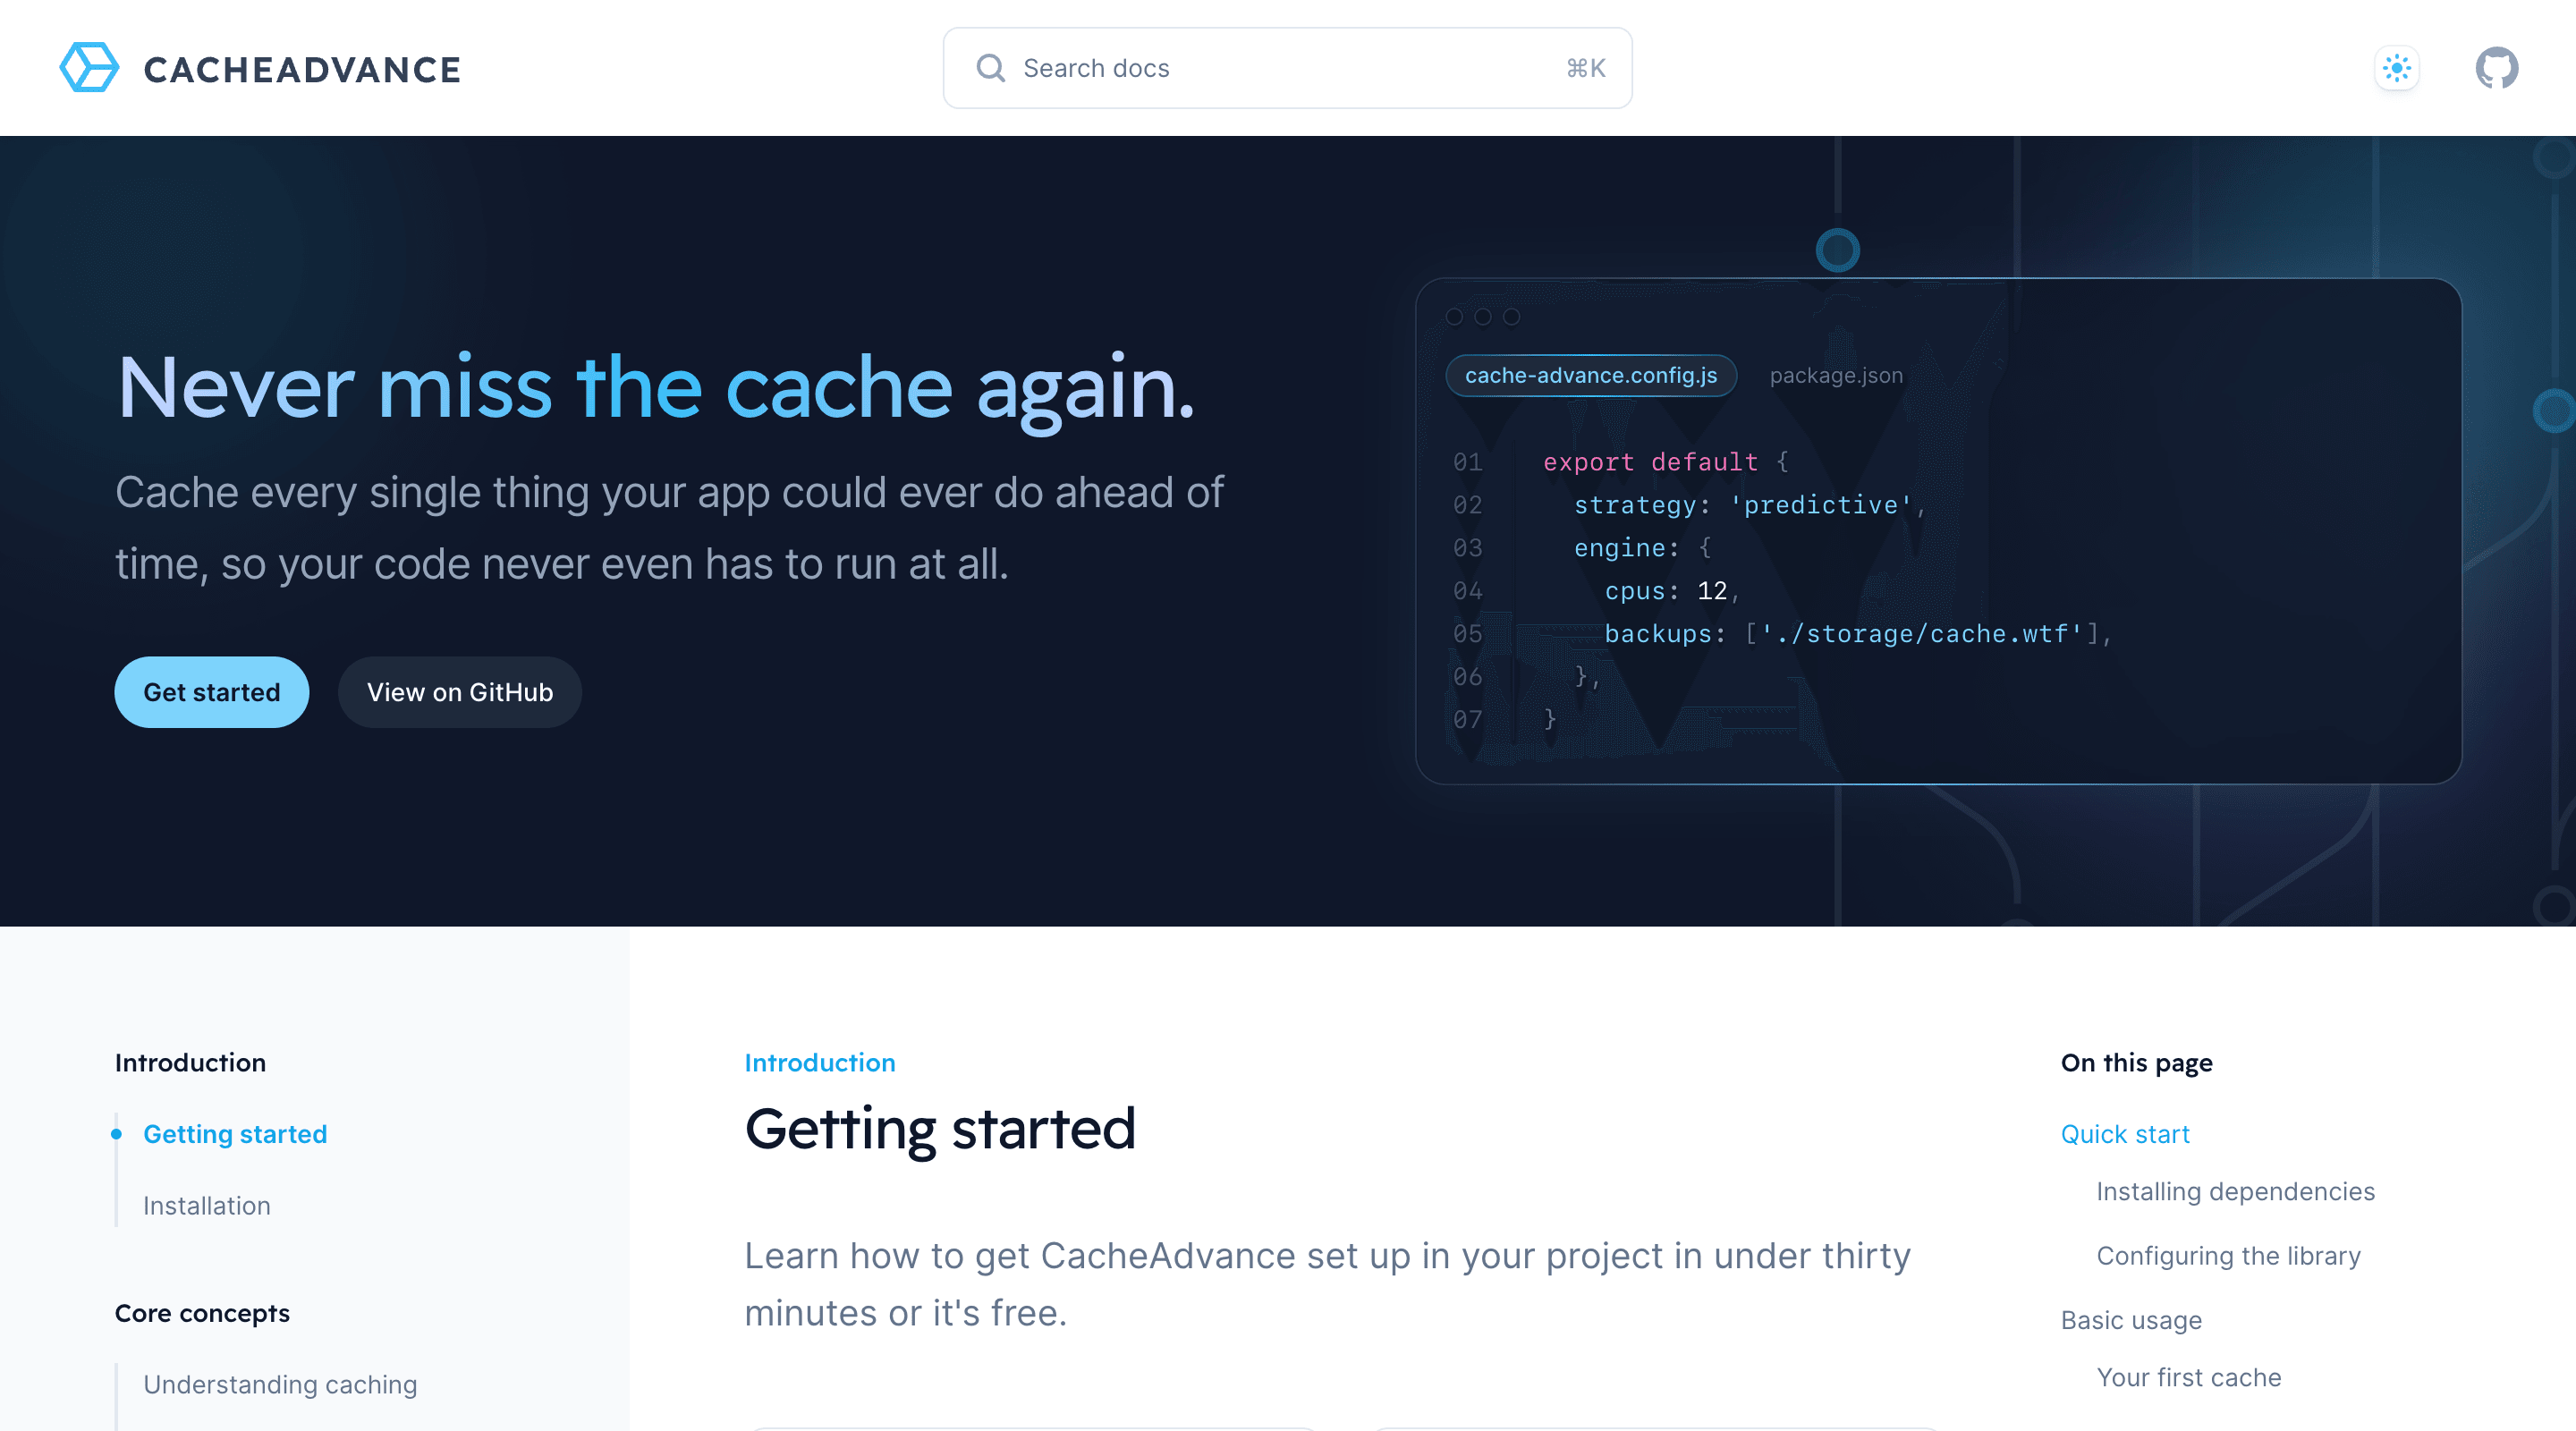 CACHEADVANCE
Search docs
⌘K
Never miss the cache again.
Cache every single thing your app could ever do ahead of
time, so your code never even has to run at all.
Get started
View on GitHub
cache-advance.config.js
package.json
01 export default {
02   strategy: 'predictive',
03   engine: {
04     cpus: 12,
05     backups: ['./storage/cache.wtf'],
06   },
07 }
Introduction
Getting started
Installation
Core concepts
Understanding caching
Introduction
Getting started
Learn how to get CacheAdvance set up in your project in under thirty
minutes or it's free.
On this page
Quick start
Installing dependencies
Configuring the library
Basic usage
Your first cache